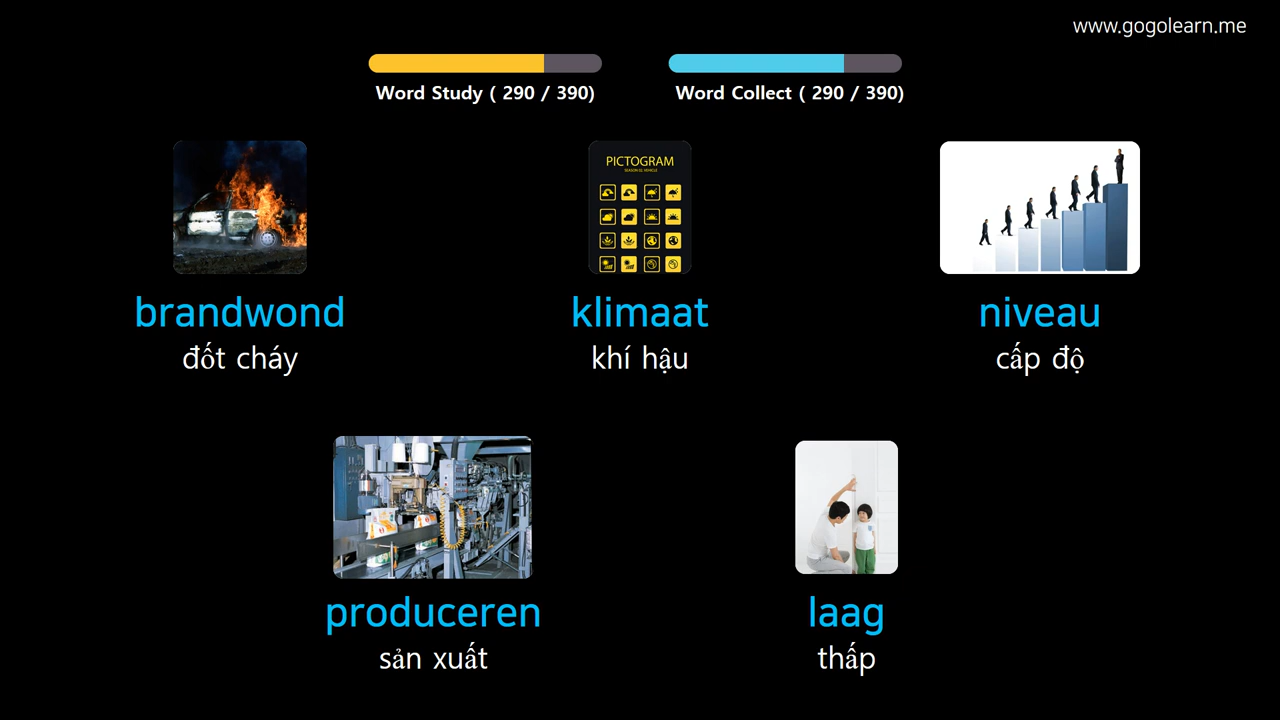 www.gogolearn.me
Word Study ( 290 / 390)
Word Collect ( 290 / 390)
PICTOGRAM
brandwond
klimaat
niveau
đốt cháy
khí hậu
cấp độ
produceren
laag
sản xuất
thấp